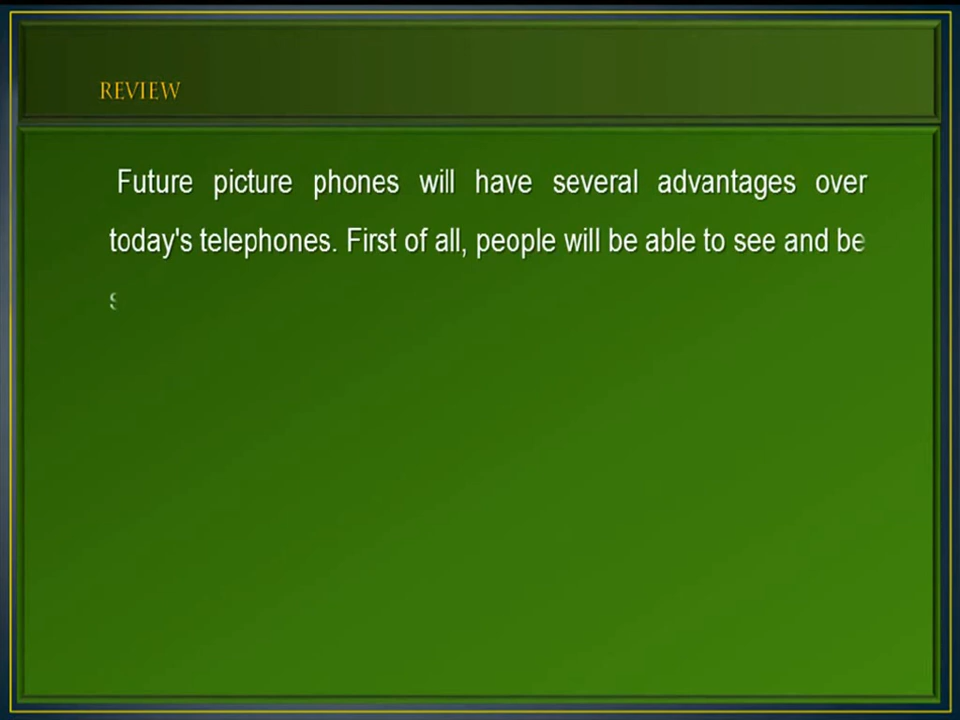 REVIEW
Future picture phones will have several advantages over
today's telephones. First of all, people will be able to see and be